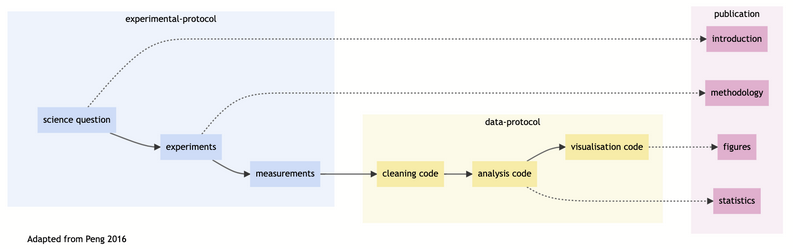 experimental-protocol
science question
experiments
measurements
data-protocol
cleaning code
analysis code
visualisation code
publication
introduction
methodology
figures
statistics
Adapted from Peng 2016